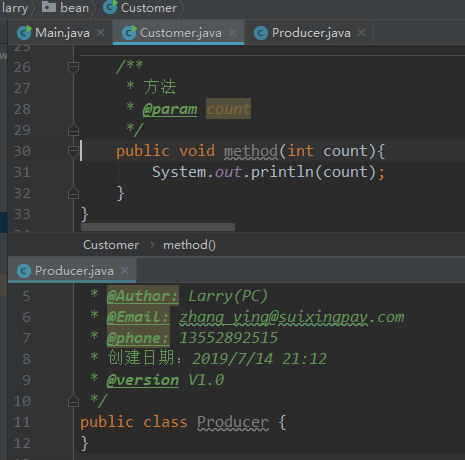 larry bean Customer
Main.java Customer.java Producer.java
25
26 /**
27 * 方法
28 * @param count
29 */
30 public void method(int count){
31 System.out.println(count);
32 }
33 }
Customer method()
Producer.java
5 * @Author: Larry(PC)
6 * @Email: zhang_ying@suixingpay.com
7 * @phone: 13552892515
8 * 创建日期：2019/7/14 21:12
9 * @version V1.0
10 */
11 public class Producer {
12 }